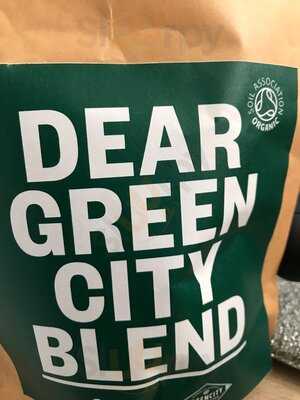 SOIL ASSOCIATION
ORGANIC
DEAR
GREEN
CITY
BLEND